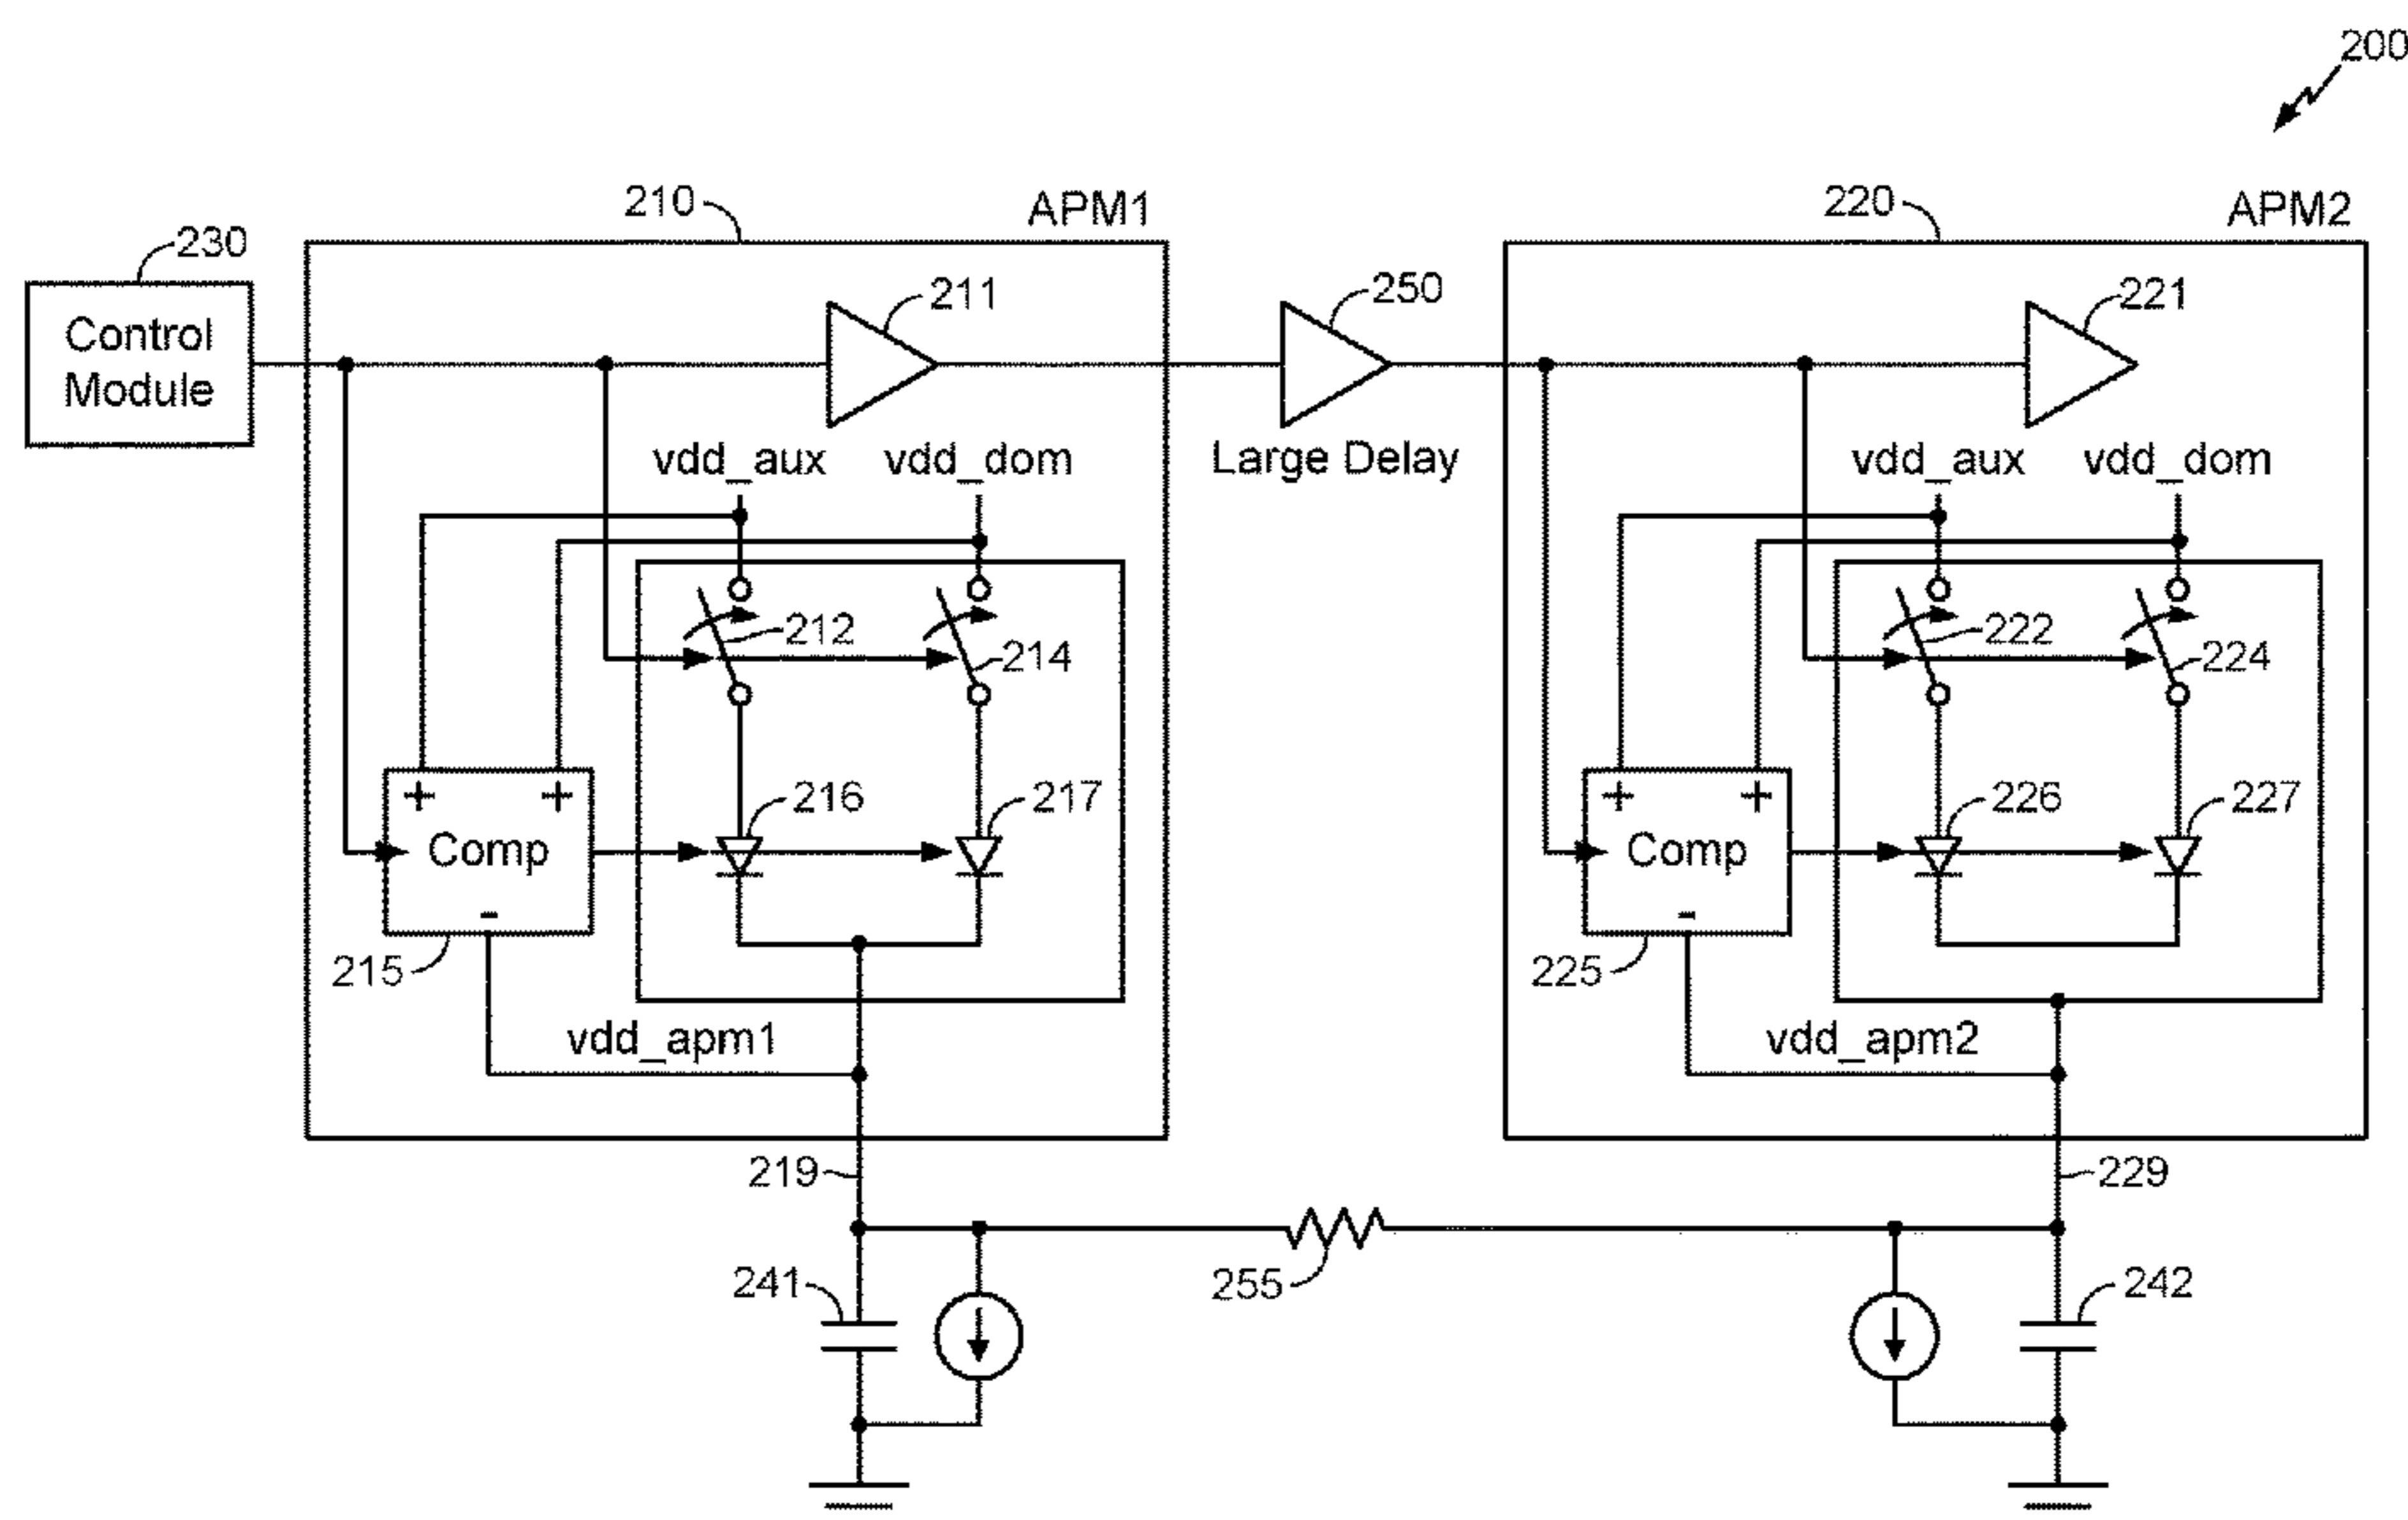 200
210
APM1
220
APM2
230
Control
Module
211
250
221
vdd_aux
vdd_dom
Large Delay
vdd_aux
vdd_dom
212
214
222
224
+
+
216
217
Comp
-
215
+
+
226
227
Comp
-
225
vdd_apm1
vdd_apm2
219
229
241
255
242